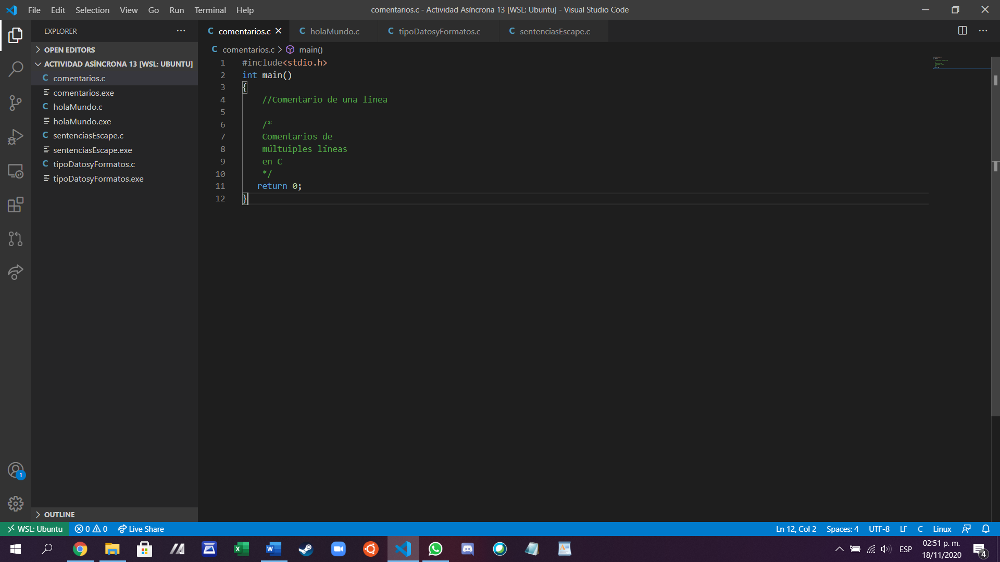 File Edit Selection View Go Run Terminal Help
comentarios.c - Actividad Asíncrona 13 [WSL: Ubuntu] - Visual Studio Code
EXPLORER
OPEN EDITORS
ACTIVIDAD ASÍNCRONA 13 [WSL: UBUNTU]
C comentarios.c
comentarios.exe
C holaMundo.c
holaMundo.exe
C sentenciasEscape.c
sentenciasEscape.exe
C tipoDatosyFormatos.c
tipoDatosyFormatos.exe
OUTLINE
C comentarios.c C holaMundo.c C tipoDatosyFormatos.c C sentenciasEscape.c
C comentarios.c > main()
1 #include<stdio.h>
2 int main()
3 {
4 //Comentario de una línea
5
6 /*
7 Comentarios de
8 múltuiples líneas
9 en C
10 */
11 return 0;
12 }
1
WSL: Ubuntu 0 0 Live Share
Ln 12, Col 2 Spaces: 4 UTF-8 LF C Linux
ESP
02:51 p. m.
18/11/2020
4